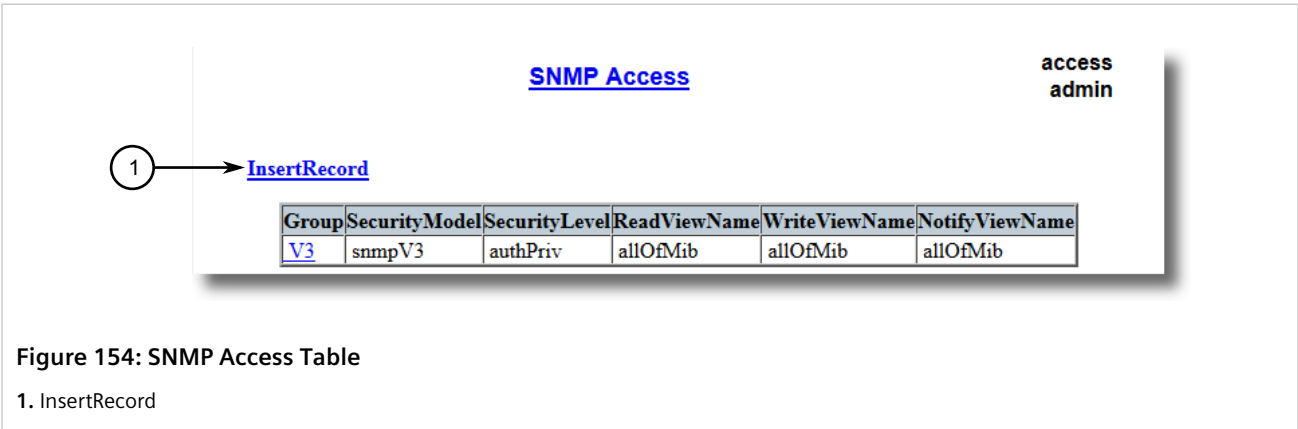 SNMP Access
access
admin
1
InsertRecord
Group SecurityModel SecurityLevel ReadViewName WriteViewName NotifyViewName
V3 snmpV3 authPriv allOfMib allOfMib allOfMib
Figure 154: SNMP Access Table
1. InsertRecord